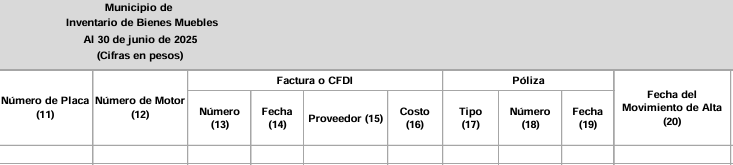 Municipio de
Inventario de Bienes Muebles
Al 30 de junio de 2025
(Cifras en pesos)
Factura o CFDI
Póliza
Número de Placa
(11)
Número de Motor
(12)
Número
(13)
Fecha
(14)
Proveedor (15)
Costo
(16)
Tipo
(17)
Número
(18)
Fecha
(19)
Fecha del
Movimiento de Alta
(20)